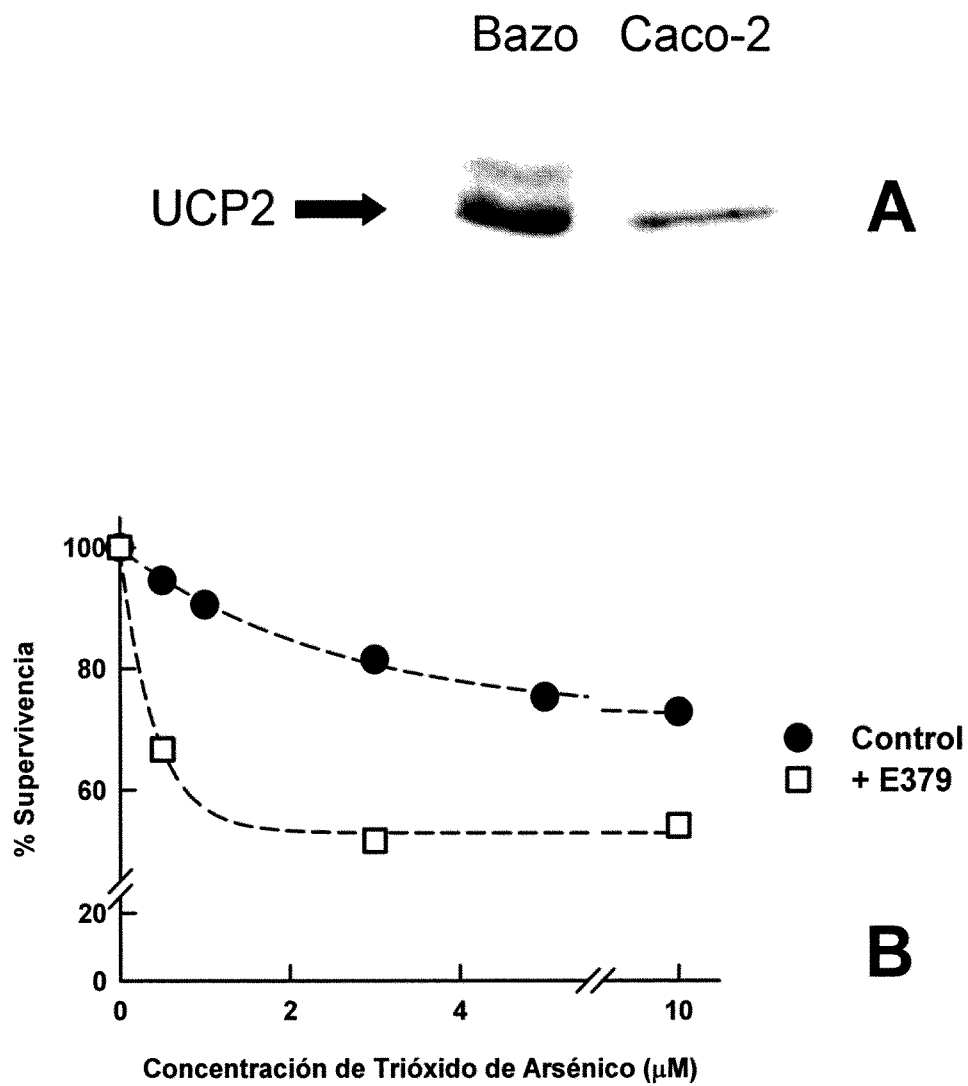 Bazo Caco-2
UCP2
A
100
80
60
20
0
% Supervivencia
0 2 4 10
Concentración de Trióxido de Arsénico (µM)
Control
+ E379
B